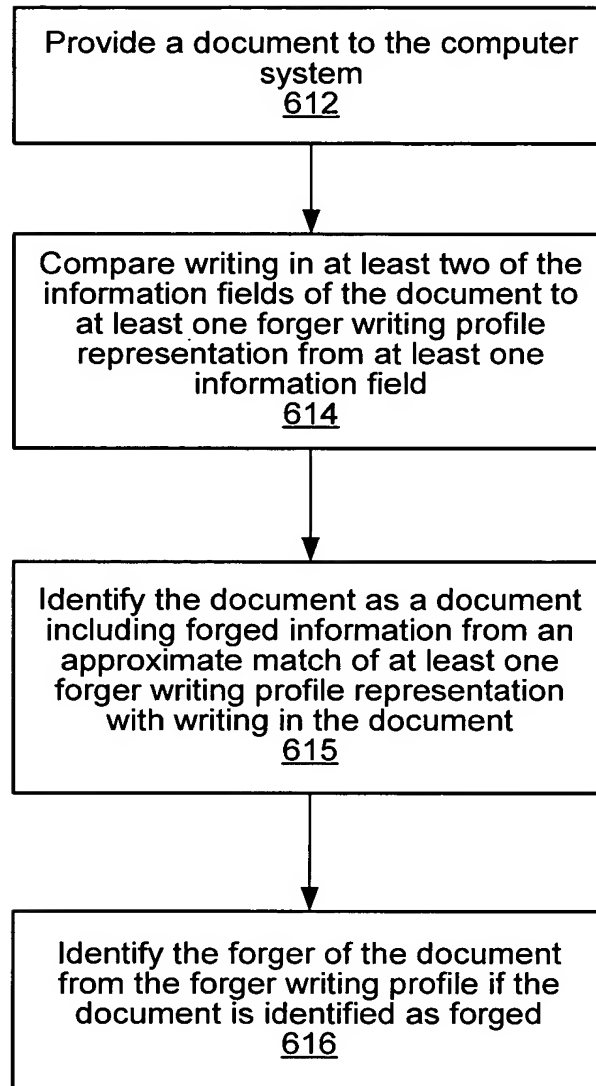 Provide a document to the computer
system
612
Compare writing in at least two of the
information fields of the document to
at least one forger writing profile
representation from at least one
information field
614
Identify the document as a document
including forged information from an
approximate match of at least one
forger writing profile representation
with writing in the document
615
Identify the forger of the document
from the forger writing profile if the
document is identified as forged
616